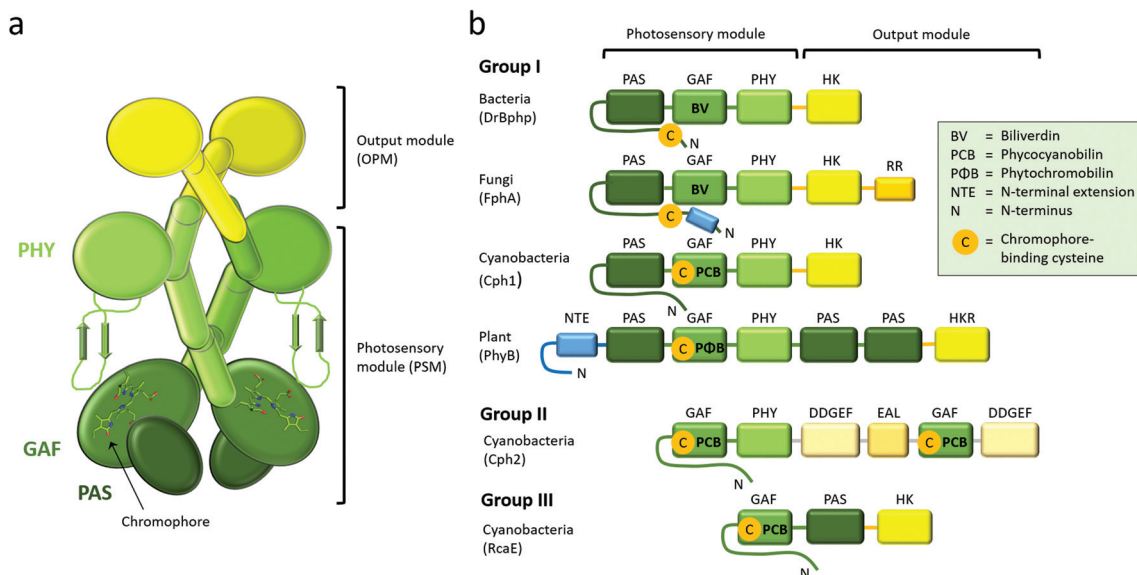 a
Output module
(OPM)
PHY
Photosensory
module (PSM)
GAF
PAS
Chromophore
b
Photosensory module
Output module
Group I
PAS GAF PHY HK
Bacteria
(DrBphp)
BV
C
N
BV = Biliverdin
PCB = Phycocyanobilin
PΦB = Phytochromobilin
NTE = N-terminal extension
N = N-terminus
C = Chromophore-
binding cysteine
PAS GAF PHY HK RR
Fungi
(FphA)
BV
C
N
PAS GAF PHY HK
Cyanobacteria
(Cph1)
C PCB
N
NTE PAS GAF PHY PAS PAS HKR
Plant
(PhyB)
C PΦB
N
Group II
GAF PHY DDGEF EAL GAF DDGEF
Cyanobacteria
(Cph2)
C PCB C PCB
N
Group III
GAF PAS HK
Cyanobacteria
(RcaE)
C PCB
N